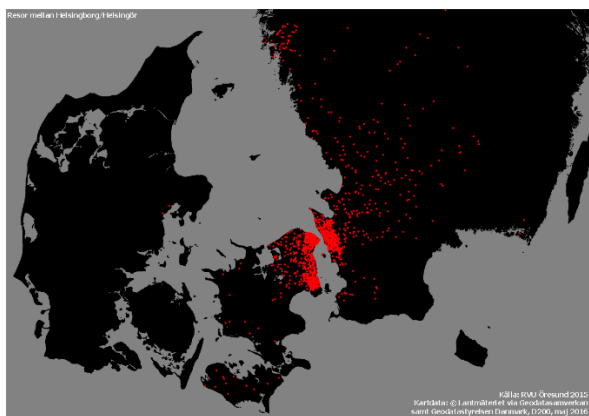 Resor mellan Helsingborg/Helsingör
Källa: RVU Öresund 2015
Kartdata: © Lantmäteriet via Geodatasamverkan
samt Geodatastyrelsen Danmark, D200, maj 2016